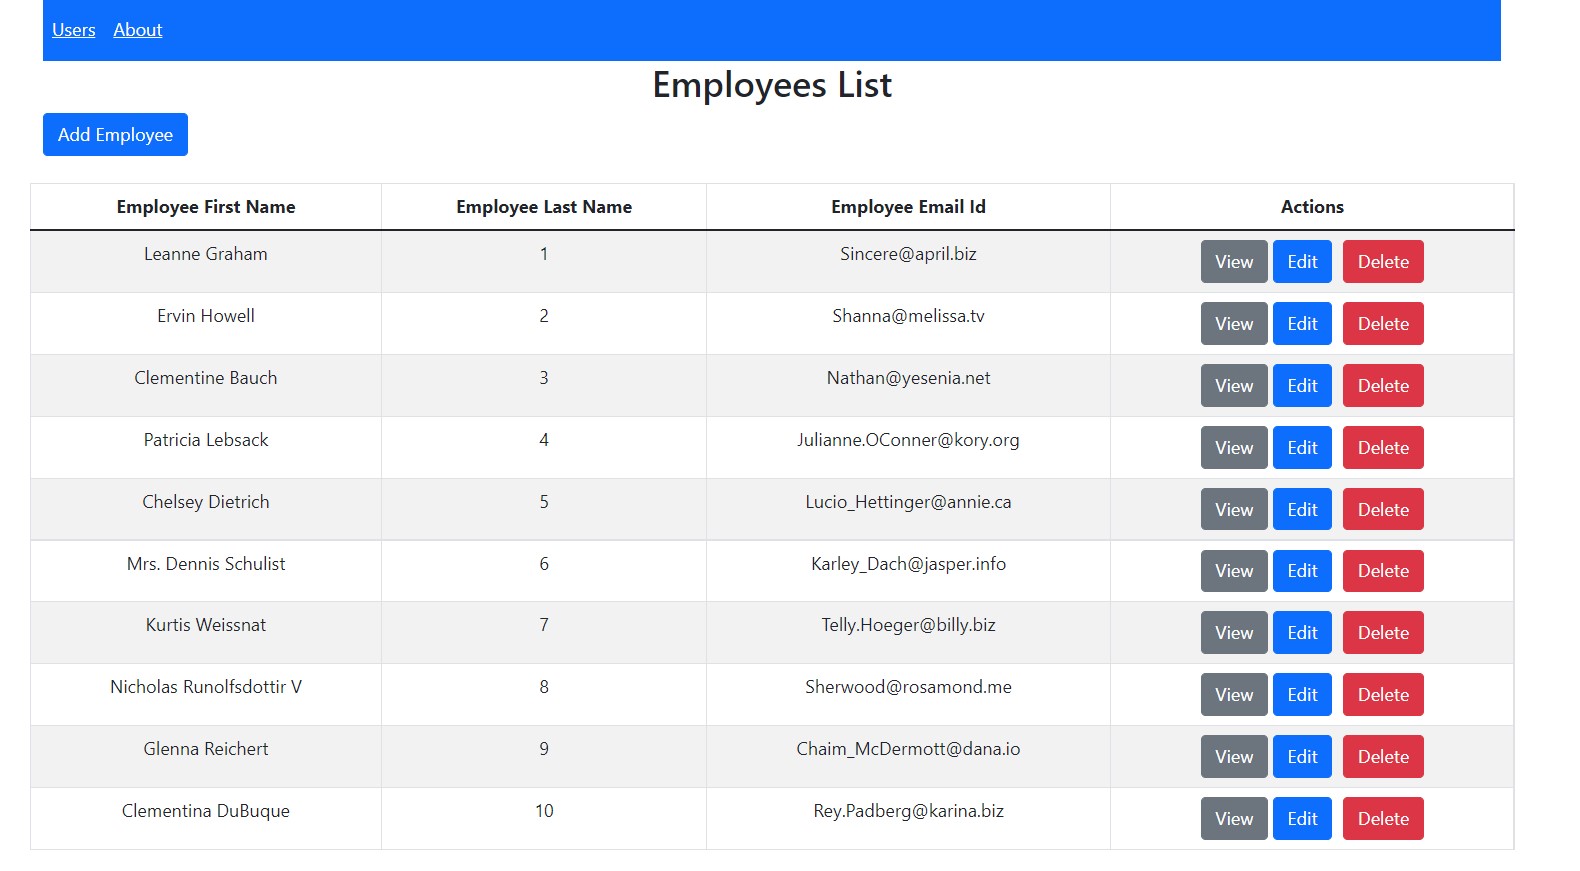 Users About
Employees List
Add Employee
Employee First Name Employee Last Name Employee Email Id Actions
Leanne Graham 1 Sincere@april.biz View Edit Delete
Ervin Howell 2 Shanna@melissa.tv View Edit Delete
Clementine Bauch 3 Nathan@yesenia.net View Edit Delete
Patricia Lebsack 4 Julianne.OConner@kory.org View Edit Delete
Chelsey Dietrich 5 Lucio_Hettinger@annie.ca View Edit Delete
Mrs. Dennis Schulist 6 Karley_Dach@jasper.info View Edit Delete
Kurtis Weissnat 7 Telly.Hoeger@billy.biz View Edit Delete
Nicholas Runolfsdottir V 8 Sherwood@rosamond.me View Edit Delete
Glenna Reichert 9 Chaim_McDermott@dana.io View Edit Delete
Clementina DuBuque 10 Rey.Padberg@karina.biz View Edit Delete